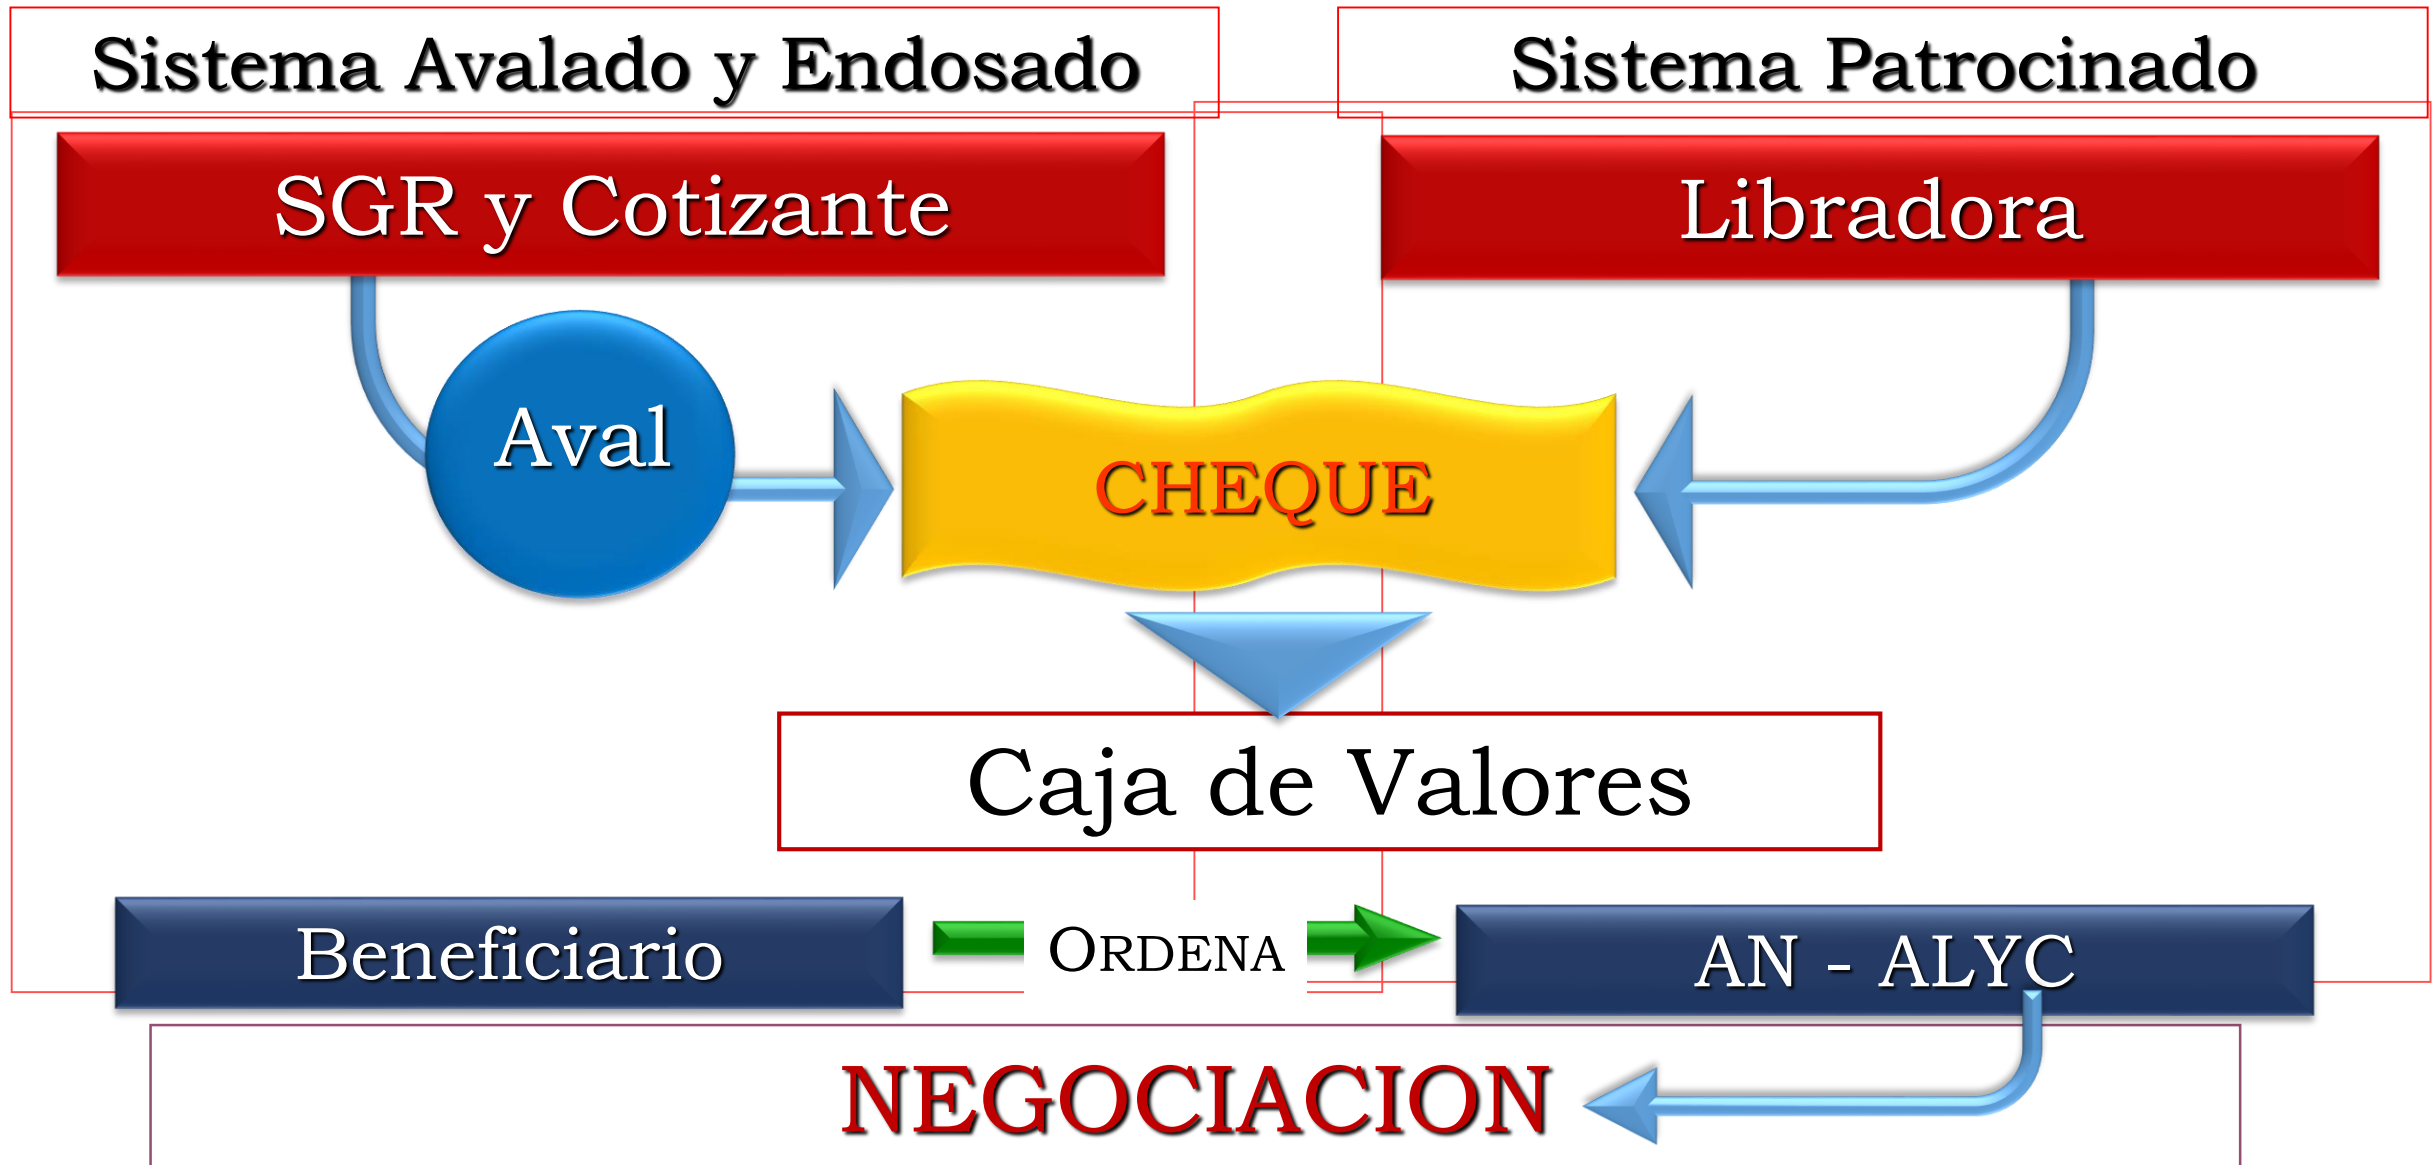 Sistema Avalado y Endosado
Sistema Patrocinado
SGR y Cotizante
Libradora
Aval
CHEQUE
Caja de Valores
Beneficiario
ORDENA
AN - ALYC
NEGOCIACION